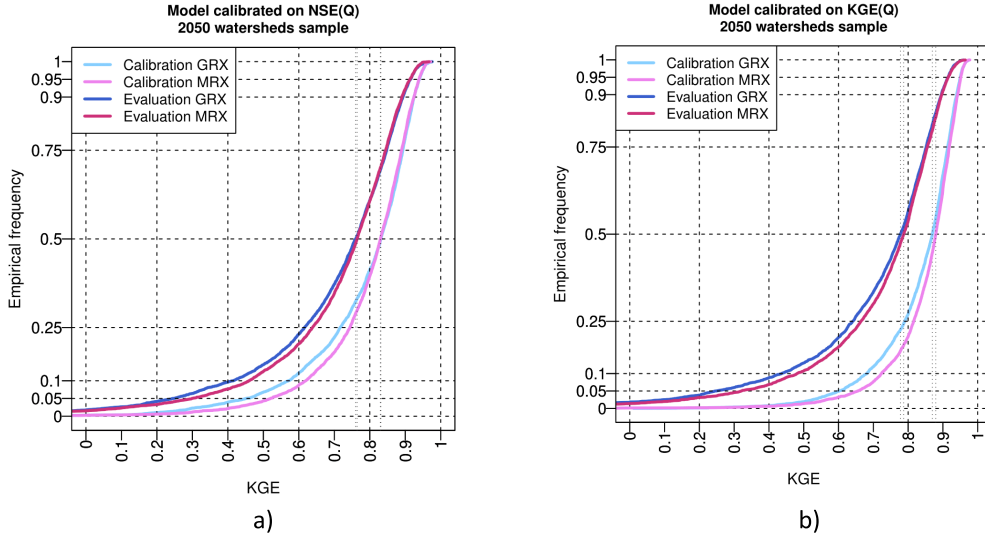 Model calibrated on NSE(Q)
2050 watersheds sample
Calibration GRX
Calibration MRX
Evaluation GRX
Evaluation MRX
1
0.95
0.9
0.75
0.5
0.25
0.1
0.05
0
Empirical frequency
0
0.1
0.2
0.3
0.4
0.5
0.6
0.7
0.8
0.9
1
KGE
a)
Model calibrated on KGE(Q)
2050 watersheds sample
Calibration GRX
Calibration MRX
Evaluation GRX
Evaluation MRX
1
0.95
0.9
0.75
0.5
0.25
0.1
0.05
0
Empirical frequency
0
0.1
0.2
0.3
0.4
0.5
0.6
0.7
0.8
0.9
1
KGE
b)